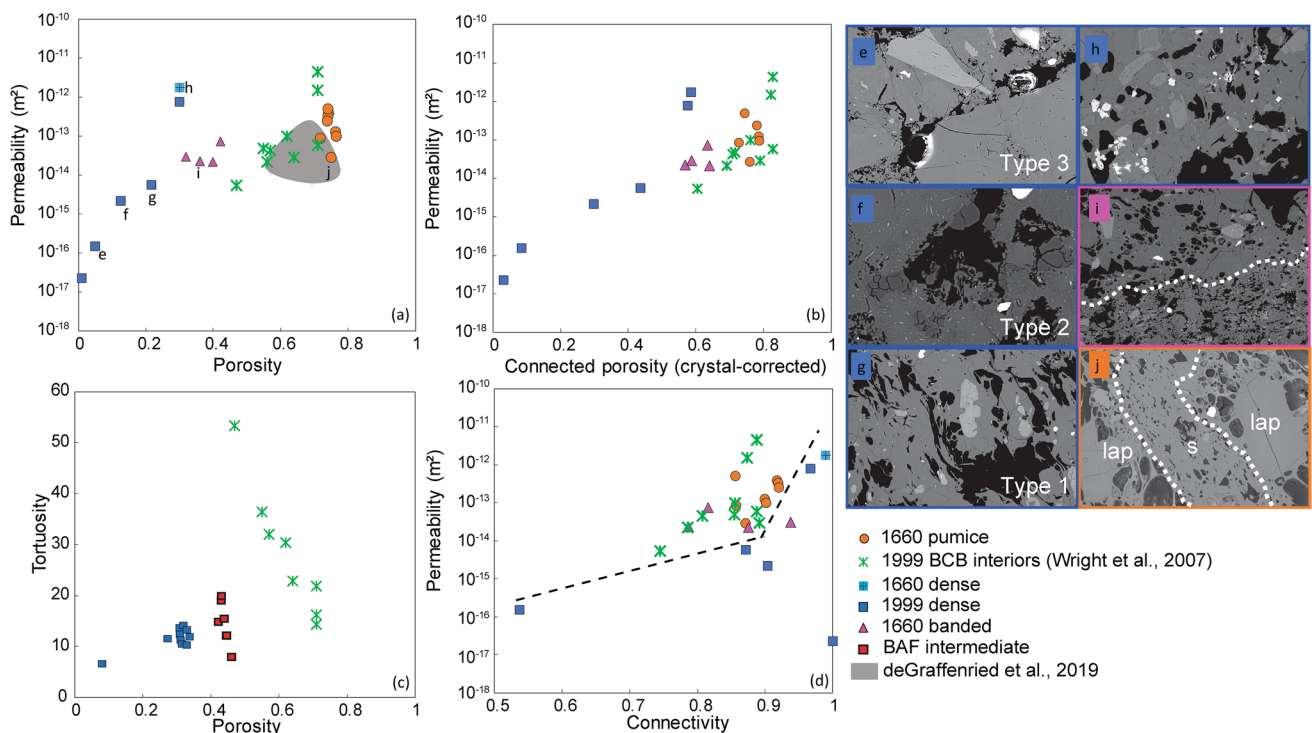 10⁻¹⁰
10⁻¹¹
10⁻¹²
10⁻¹³
10⁻¹⁴
10⁻¹⁵
10⁻¹⁶
10⁻¹⁷
10⁻¹⁸
Permeability (m²)
h
i
j
g
f
e
(a)
0 0.2 0.4 0.6 0.8 1
Porosity
10⁻¹⁰
10⁻¹¹
10⁻¹²
10⁻¹³
10⁻¹⁴
10⁻¹⁵
10⁻¹⁶
10⁻¹⁷
10⁻¹⁸
Permeability (m²)
(b)
0 0.2 0.4 0.6 0.8 1
Connected porosity (crystal-corrected)
60
50
40
30
20
10
0
Tortuosity
(c)
0 0.2 0.4 0.6 0.8 1
Porosity
10⁻¹⁰
10⁻¹¹
10⁻¹²
10⁻¹³
10⁻¹⁴
10⁻¹⁵
10⁻¹⁶
10⁻¹⁷
10⁻¹⁸
Permeability (m²)
(d)
0.5 0.6 0.7 0.8 0.9 1
Connectivity
e
Type 3
h
f
Type 2
i
g
Type 1
j
lap
s
lap
1660 pumice
1999 BCB interiors (Wright et al., 2007)
1660 dense
1999 dense
1660 banded
BAF intermediate
deGraffenried et al., 2019